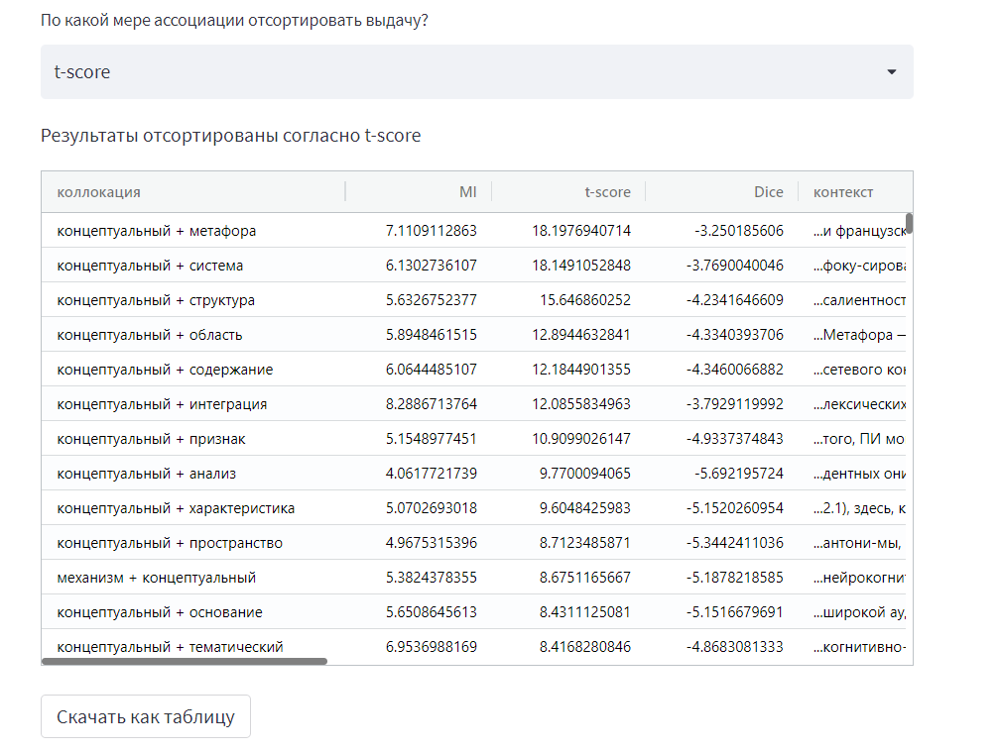 По какой мере ассоциации отсортировать выдачу?
t-score
Результаты отсортированы согласно t-score
коллокация MI t-score Dice контекст
концептуальный + метафора 7.1109112863 18.1976940714 -3.250185606 ...и французск
концептуальный + система 6.1302736107 18.1491052848 -3.7690040046 ...фоку-сирова
концептуальный + структура 5.6326752377 15.646860252 -4.2341646609 ...салиентност
концептуальный + область 5.8948461515 12.8944632841 -4.3340393706 ...Метафора —
концептуальный + содержание 6.0644485107 12.1844901355 -4.3460066882 ...сетевого кон
концептуальный + интеграция 8.2886713764 12.0855834963 -3.7929119992 ...лексических
концептуальный + признак 5.1548977451 10.9099026147 -4.9337374843 ...того, ПИ мо
концептуальный + анализ 4.0617721739 9.7700094065 -5.692195724 ...дентных они
концептуальный + характеристика 5.0702693018 9.6048425983 -5.1520260954 ...2.1), здесь, к
концептуальный + пространство 4.9675315396 8.7123485871 -5.3442411036 ...антони-мы,
механизм + концептуальный 5.3824378355 8.6751165667 -5.1878218585 ...нейрокогни
концептуальный + основание 5.6508645613 8.4311125081 -5.1516679691 ...широкой ау
концептуальный + тематический 6.9536988169 8.4168280846 -4.8683081333 ...когнитивно-
Скачать как таблицу